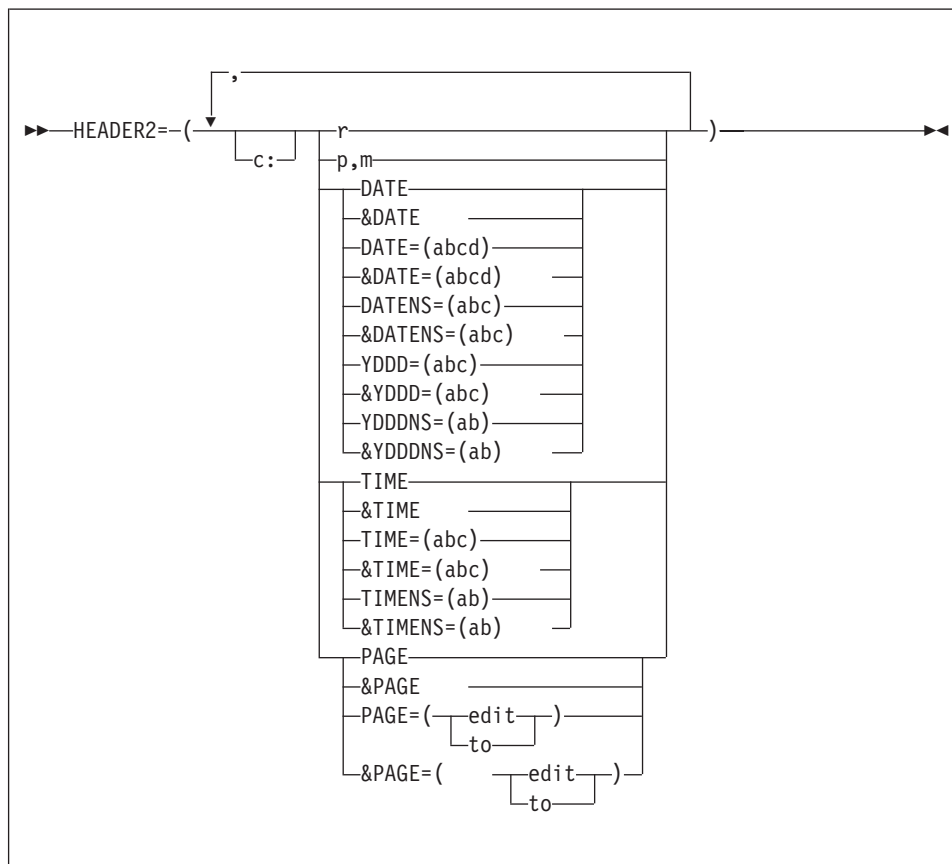 ,
HEADER2= ( r )
c:
p,m
DATE
&DATE
DATE=(abcd)
&DATE=(abcd)
DATENS=(abc)
&DATENS=(abc)
YDDD=(abc)
&YDDD=(abc)
YDDDNS=(ab)
&YDDDNS=(ab)
TIME
&TIME
TIME=(abc)
&TIME=(abc)
TIMENS=(ab)
&TIMENS=(ab)
PAGE
&PAGE
PAGE=( edit )
to
&PAGE=( edit )
to